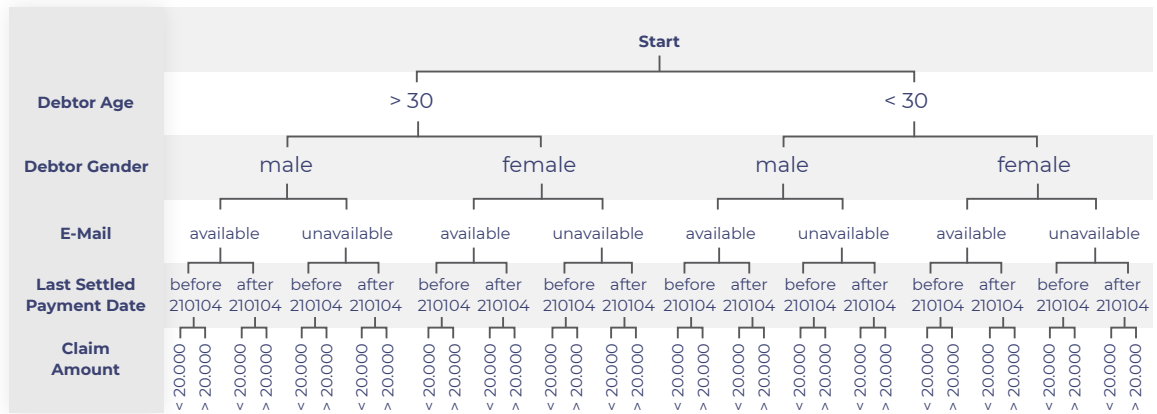 Start
Debtor Age > 30 < 30
Debtor Gender male female male female
E-Mail available unavailable available unavailable available unavailable available unavailable
Last Settled before after before after before after before after before after before after before after before after
Payment Date 210104 210104 210104 210104 210104 210104 210104 210104 210104 210104 210104 210104 210104 210104 210104 210104
Claim
Amount
< 20.000 > 20.000 < 20.000 > 20.000 < 20.000 > 20.000 < 20.000 > 20.000 < 20.000 > 20.000 < 20.000 > 20.000 < 20.000 > 20.000 < 20.000 > 20.000 < 20.000 > 20.000 < 20.000 > 20.000 < 20.000 > 20.000 < 20.000 > 20.000 < 20.000 > 20.000 < 20.000 > 20.000 < 20.000 > 20.000 < 20.000 > 20.000